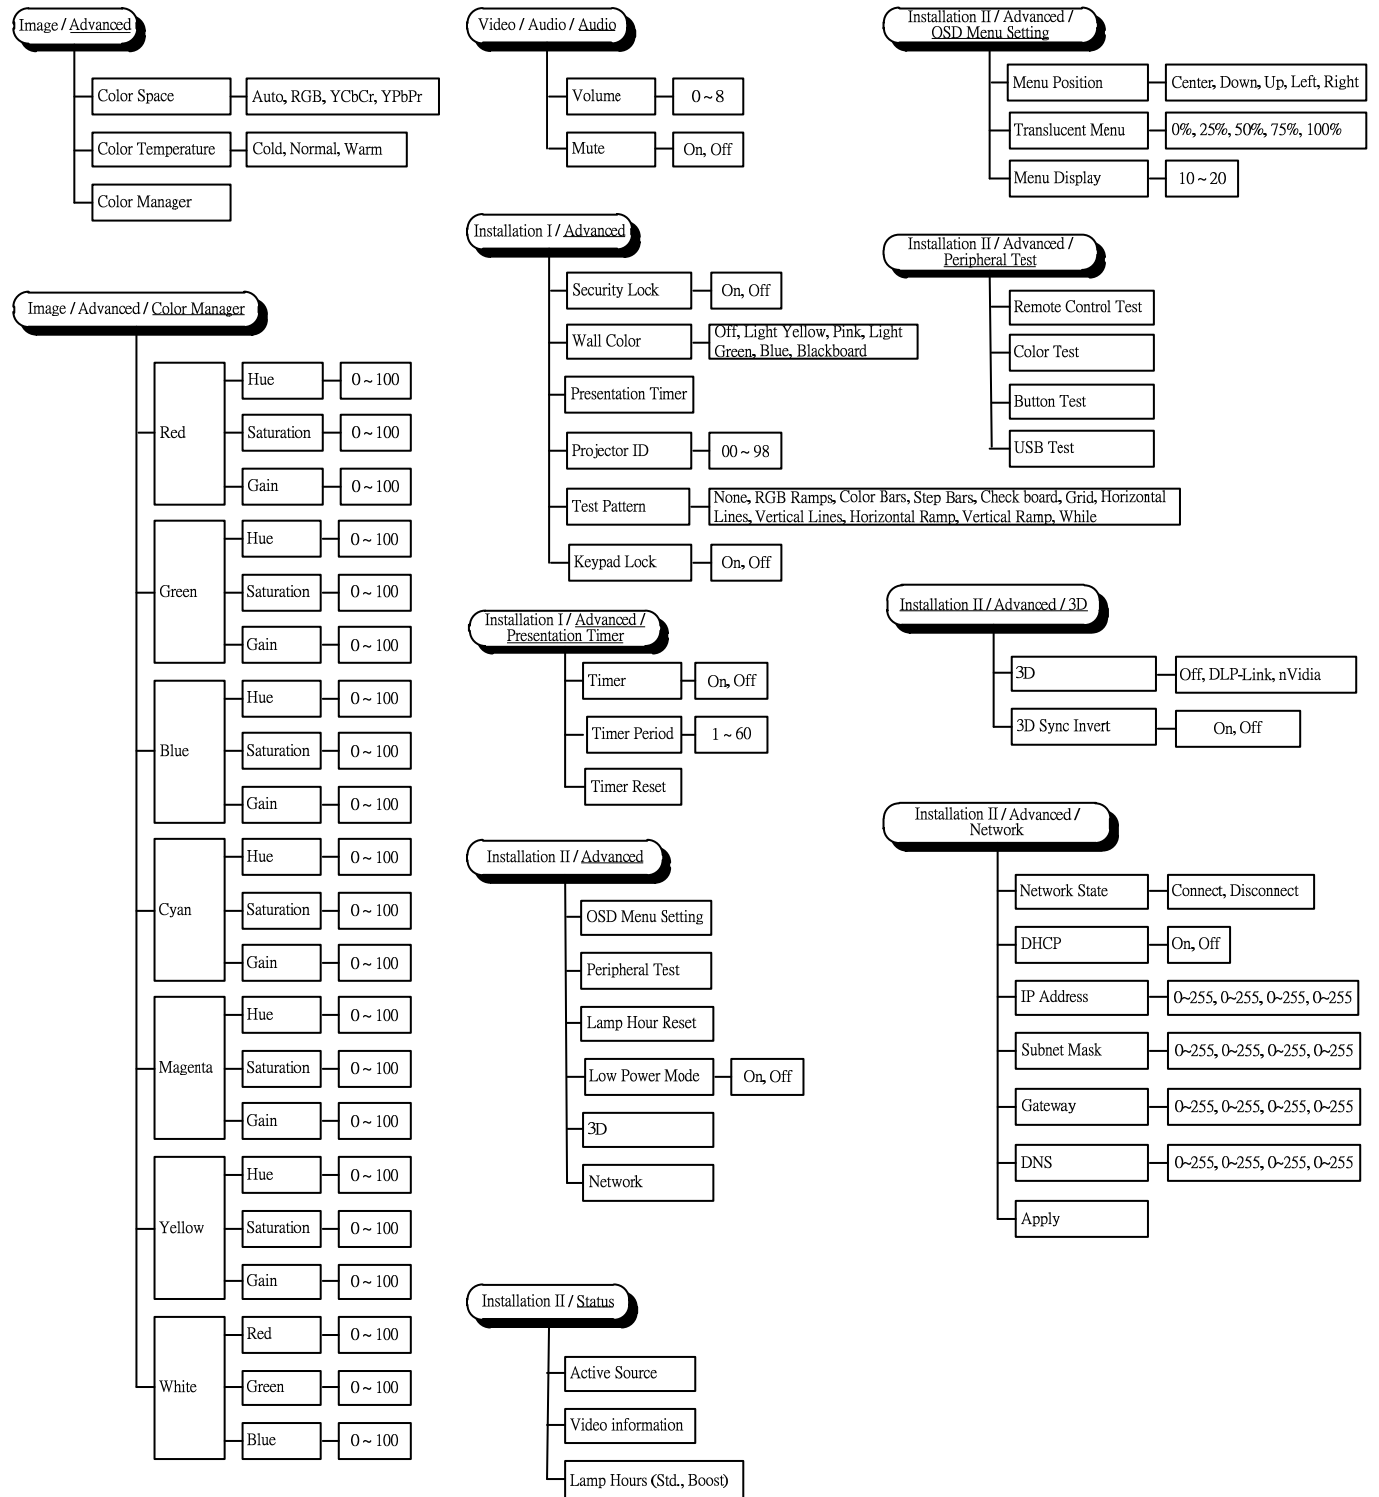 Image / Advanced
Color Space
Auto, RGB, YCbCr, YPbPr
Color Temperature
Cold, Normal, Warm
Color Manager
Image / Advanced / Color Manager
Red
Hue
0 ~ 100
Saturation
0 ~ 100
Gain
0 ~ 100
Green
Hue
0 ~ 100
Saturation
0 ~ 100
Gain
0 ~ 100
Blue
Hue
0 ~ 100
Saturation
0 ~ 100
Gain
0 ~ 100
Cyan
Hue
0 ~ 100
Saturation
0 ~ 100
Gain
0 ~ 100
Magenta
Hue
0 ~ 100
Saturation
0 ~ 100
Gain
0 ~ 100
Yellow
Hue
0 ~ 100
Saturation
0 ~ 100
Gain
0 ~ 100
White
Red
0 ~ 100
Green
0 ~ 100
Blue
0 ~ 100
Video / Audio / Audio
Volume
0 ~ 8
Mute
On, Off
Installation I / Advanced
Security Lock
On, Off
Wall Color
Off, Light Yellow, Pink, Light
Green, Blue, Blackboard
Presentation Timer
Projector ID
00 ~ 98
Test Pattern
None, RGB Ramps, Color Bars, Step Bars, Check board, Grid, Horizontal
Lines, Vertical Lines, Horizontal Ramp, Vertical Ramp, While
Keypad Lock
On, Off
Installation I / Advanced /
Presentation Timer
Timer
On, Off
Timer Period
1 ~ 60
Timer Reset
Installation II / Advanced
OSD Menu Setting
Peripheral Test
Lamp Hour Reset
Low Power Mode
On, Off
3D
Network
Installation II / Status
Active Source
Video information
Lamp Hours (Std., Boost)
Installation II / Advanced /
OSD Menu Setting
Menu Position
Center, Down, Up, Left, Right
Translucent Menu
0%, 25%, 50%, 75%, 100%
Menu Display
10 ~ 20
Installation II / Advanced /
Peripheral Test
Remote Control Test
Color Test
Button Test
USB Test
Installation II / Advanced / 3D
3D
Off, DLP-Link, nVidia
3D Sync Invert
On, Off
Installation II / Advanced /
Network
Network State
Connect, Disconnect
DHCP
On, Off
IP Address
0~255, 0~255, 0~255, 0~255
Subnet Mask
0~255, 0~255, 0~255, 0~255
Gateway
0~255, 0~255, 0~255, 0~255
DNS
0~255, 0~255, 0~255, 0~255
Apply